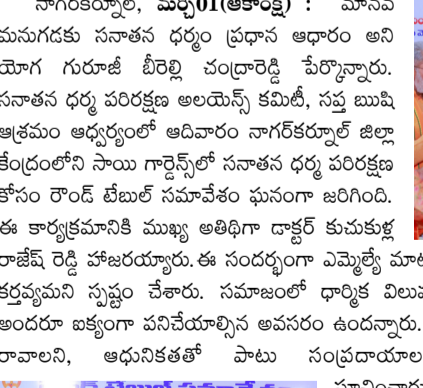 నాగర్‌కర్నూల్, మార్చి01(ఆకాంక్ష) : మానవ
మనుగడకు సనాతన ధర్మం ప్రధాన ఆధారం అని
యోగ గురూజీ బీరెల్లి చంద్రారెడ్డి పేర్కొన్నారు.
సనాతన ధర్మ పరిరక్షణ అలయెన్స్ కమిటీ, సప్త ఋషి
ఆశ్రమం ఆధ్వర్యంలో ఆదివారం నాగర్‌కర్నూల్ జిల్లా
కేంద్రంలోని సాయి గార్డెన్స్‌లో సనాతన ధర్మ పరిరక్షణ
కోసం రౌండ్ టేబుల్ సమావేశం ఘనంగా జరిగింది.
ఈ కార్యక్రమానికి ముఖ్య అతిథిగా డాక్టర్ కుచుకుళ్ల
రాజేష్ రెడ్డి హాజరయ్యారు.ఈ సందర్భంగా ఎమ్మెల్యే మాట
కర్తవ్యమని స్పష్టం చేశారు. సమాజంలో ధార్మిక విలువ
అందరూ ఐక్యంగా పనిచేయాల్సిన అవసరం ఉందన్నారు.
రావాలని, ఆధునికతతో పాటు సంప్రదాయాల